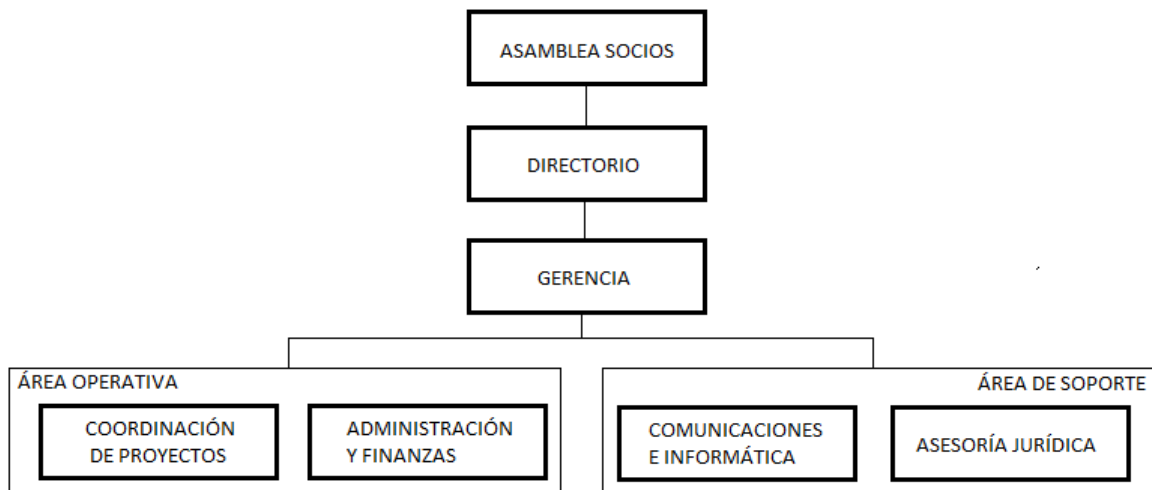 ASAMBLEA SOCIOS
DIRECTORIO
GERENCIA
ÁREA OPERATIVA
COORDINACIÓN
DE PROYECTOS
ADMINISTRACIÓN
Y FINANZAS
ÁREA DE SOPORTE
COMUNICACIONES
E INFORMÁTICA
ASESORÍA JURÍDICA